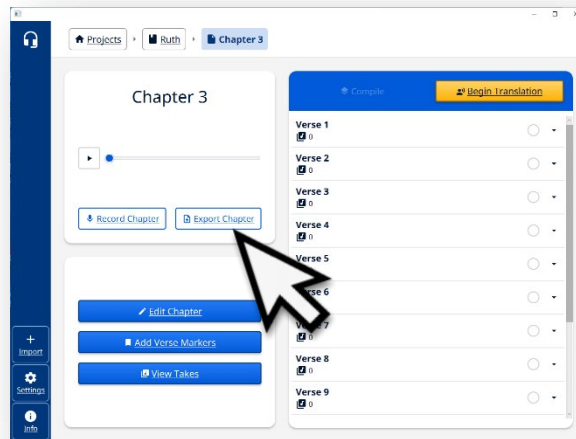 Projects
Ruth
Chapter 3
Chapter 3
Record Chapter
Export Chapter
Edit Chapter
Add Verse Markers
View Takes
Import
Settings
Info
Compile
Begin Translation
Verse 1
0
Verse 2
0
Verse 3
0
Verse 4
0
Verse 5
Verse 6
Verse 7
0
Verse 8
0
Verse 9
0